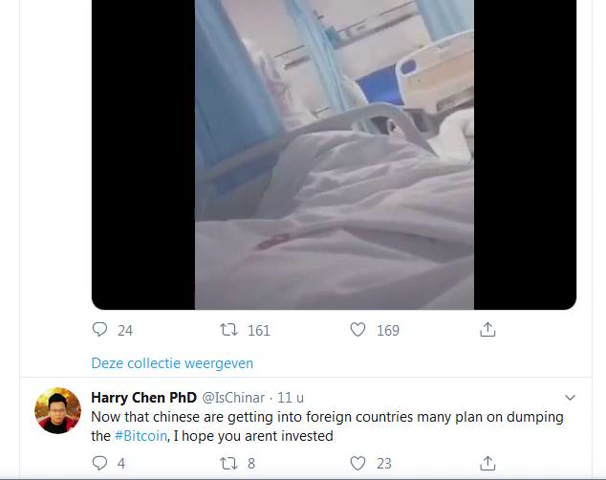 24 161 169
Deze collectie weergeven
Harry Chen PhD @IsChinar · 11 u
Now that chinese are getting into foreign countries many plan on dumping
the #Bitcoin, I hope you arent invested
4 8 23